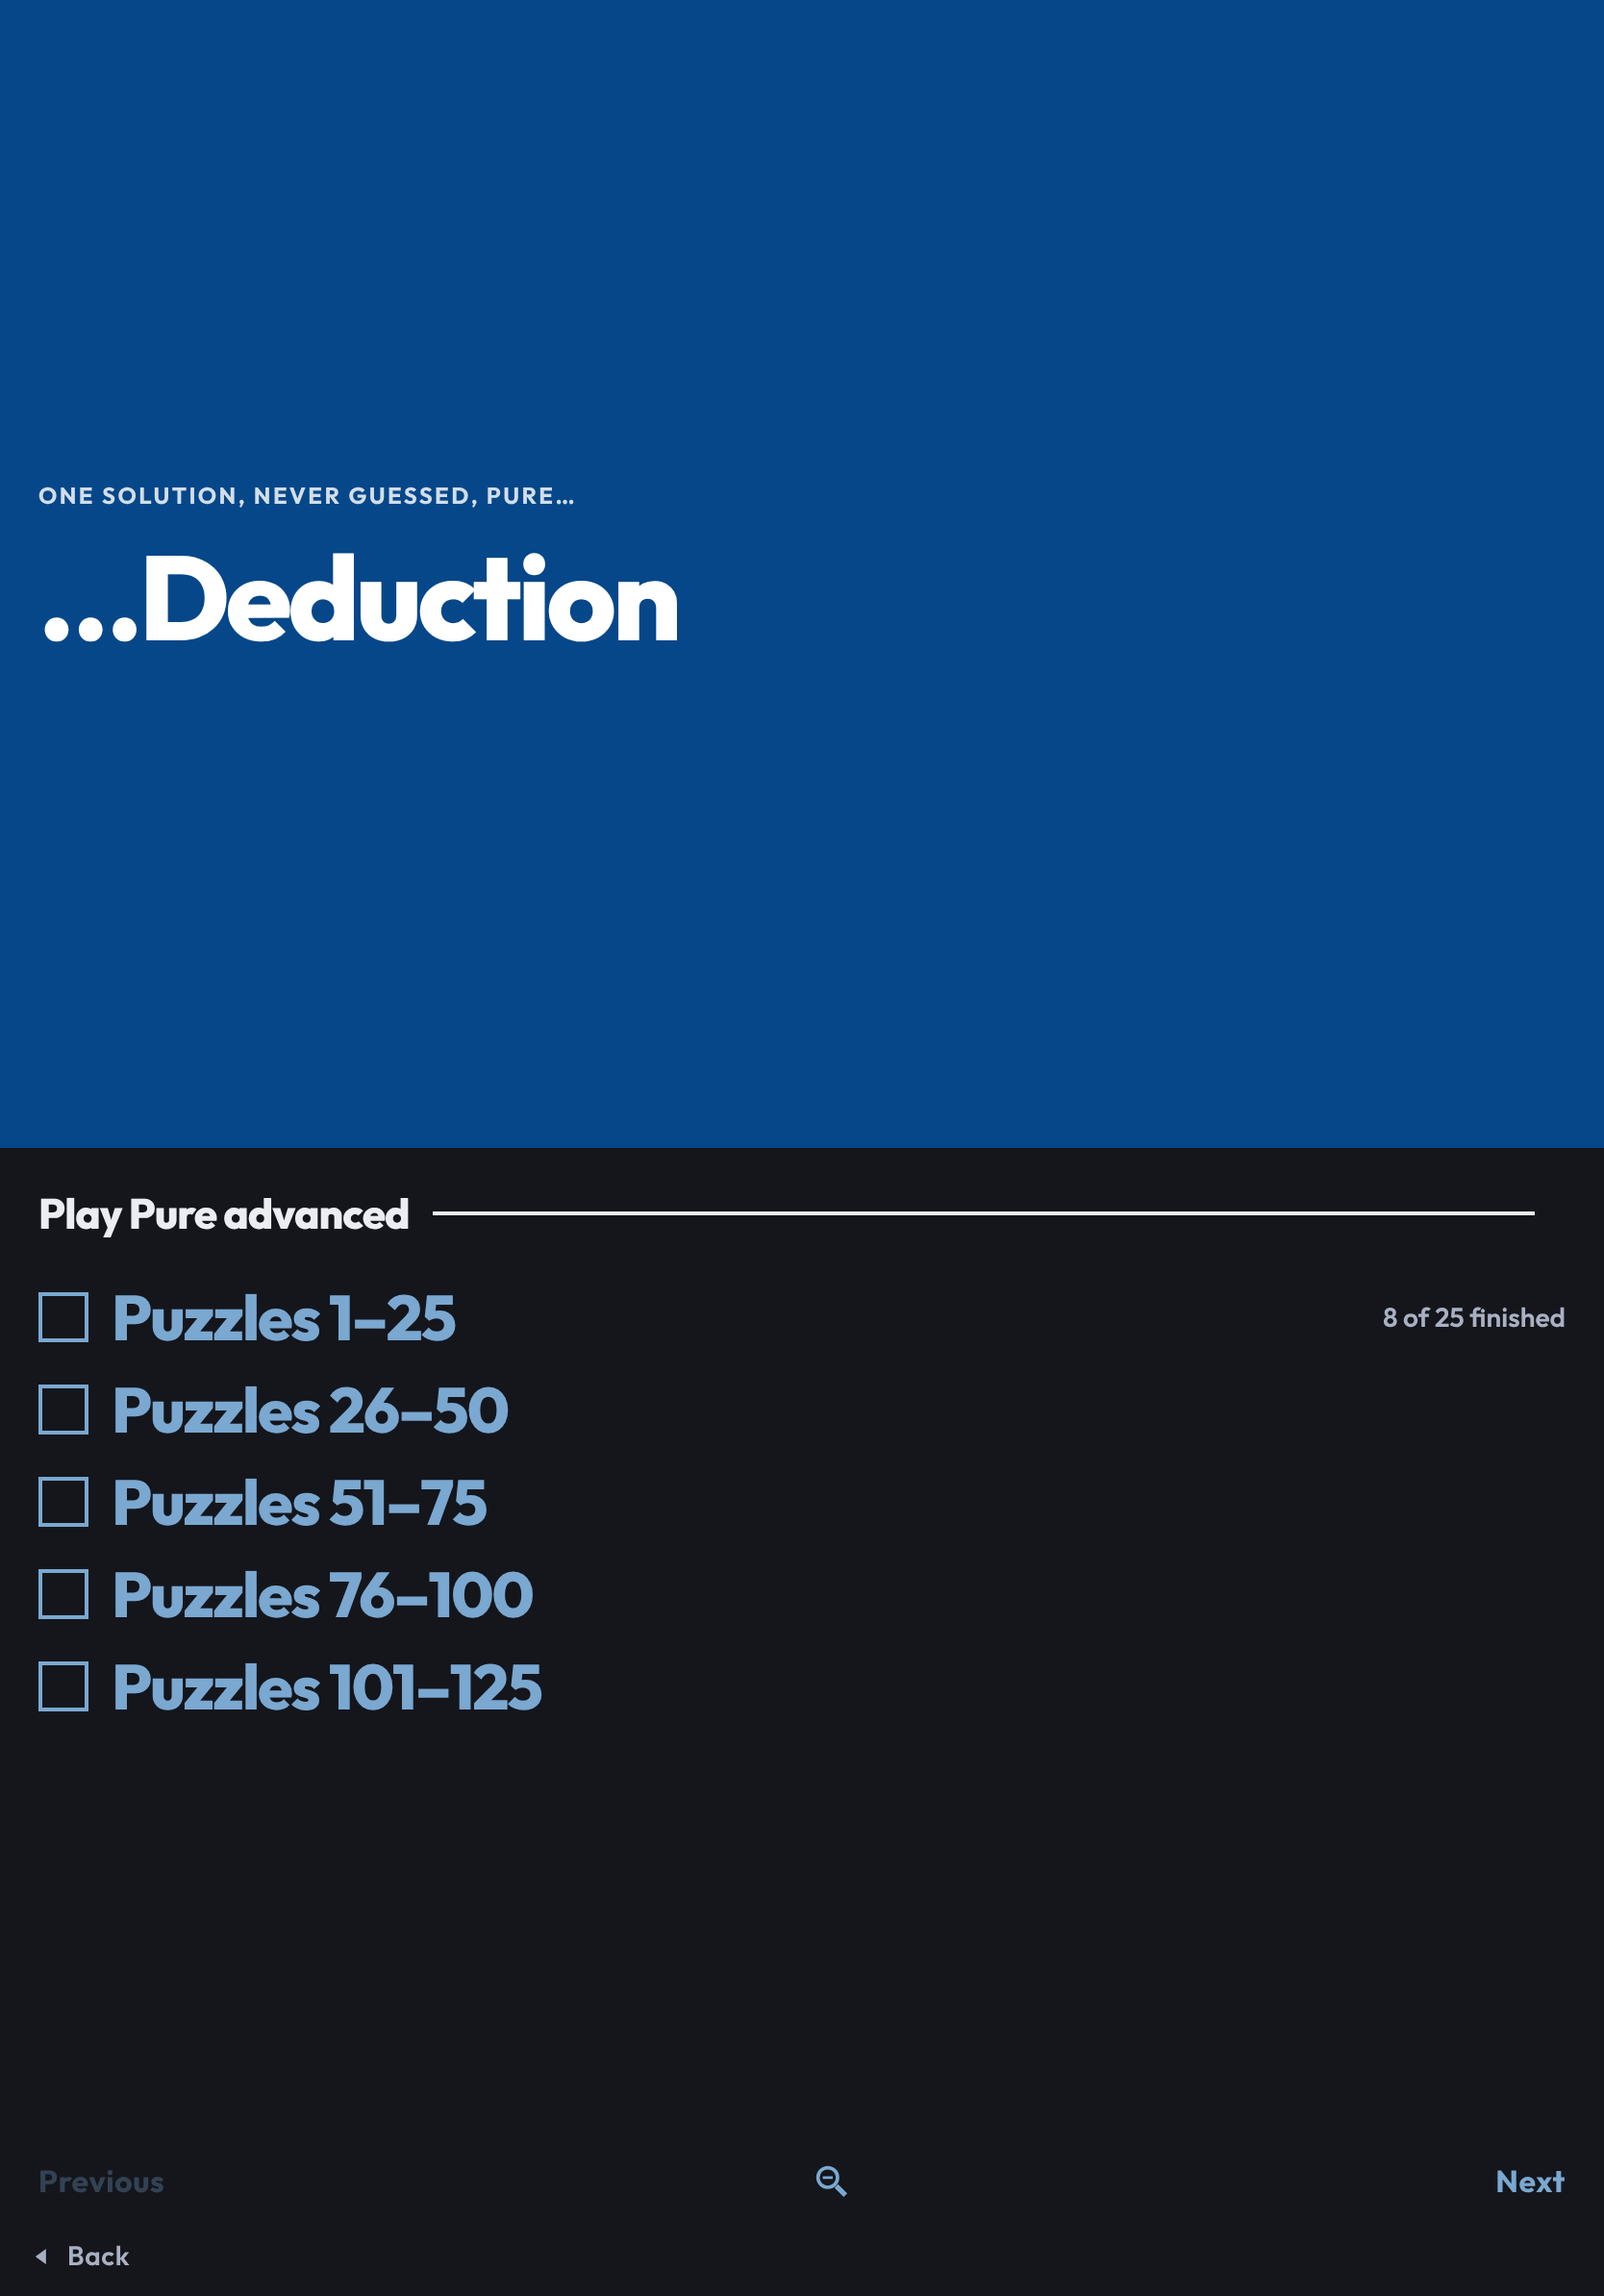 ONE SOLUTION, NEVER GUESSED, PURE…
…Deduction
Play Pure advanced
Puzzles 1–25
8 of 25 finished
Puzzles 26–50
Puzzles 51–75
Puzzles 76–100
Puzzles 101–125
Previous
Next
Back